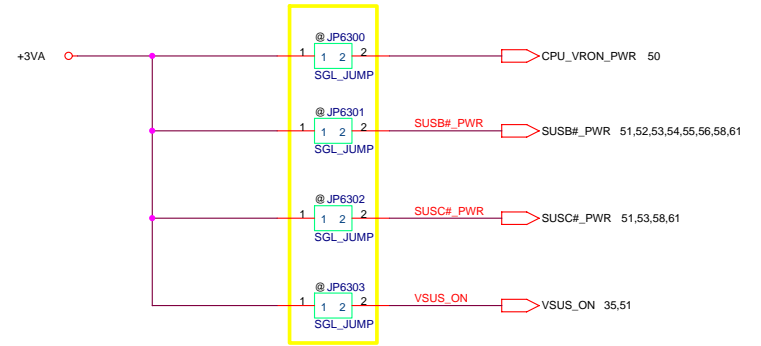 @ JP6300
+3VA 1 1 2 2 CPU_VRON_PWR 50
SGL_JUMP
@ JP6301
1 1 2 2 SUSB#_PWR SUSB#_PWR 51,52,53,54,55,56,58,61
SGL_JUMP
@ JP6302
1 1 2 2 SUSC#_PWR SUSC#_PWR 51,53,58,61
SGL_JUMP
@ JP6303
1 1 2 2 VSUS_ON VSUS_ON 35,51
SGL_JUMP